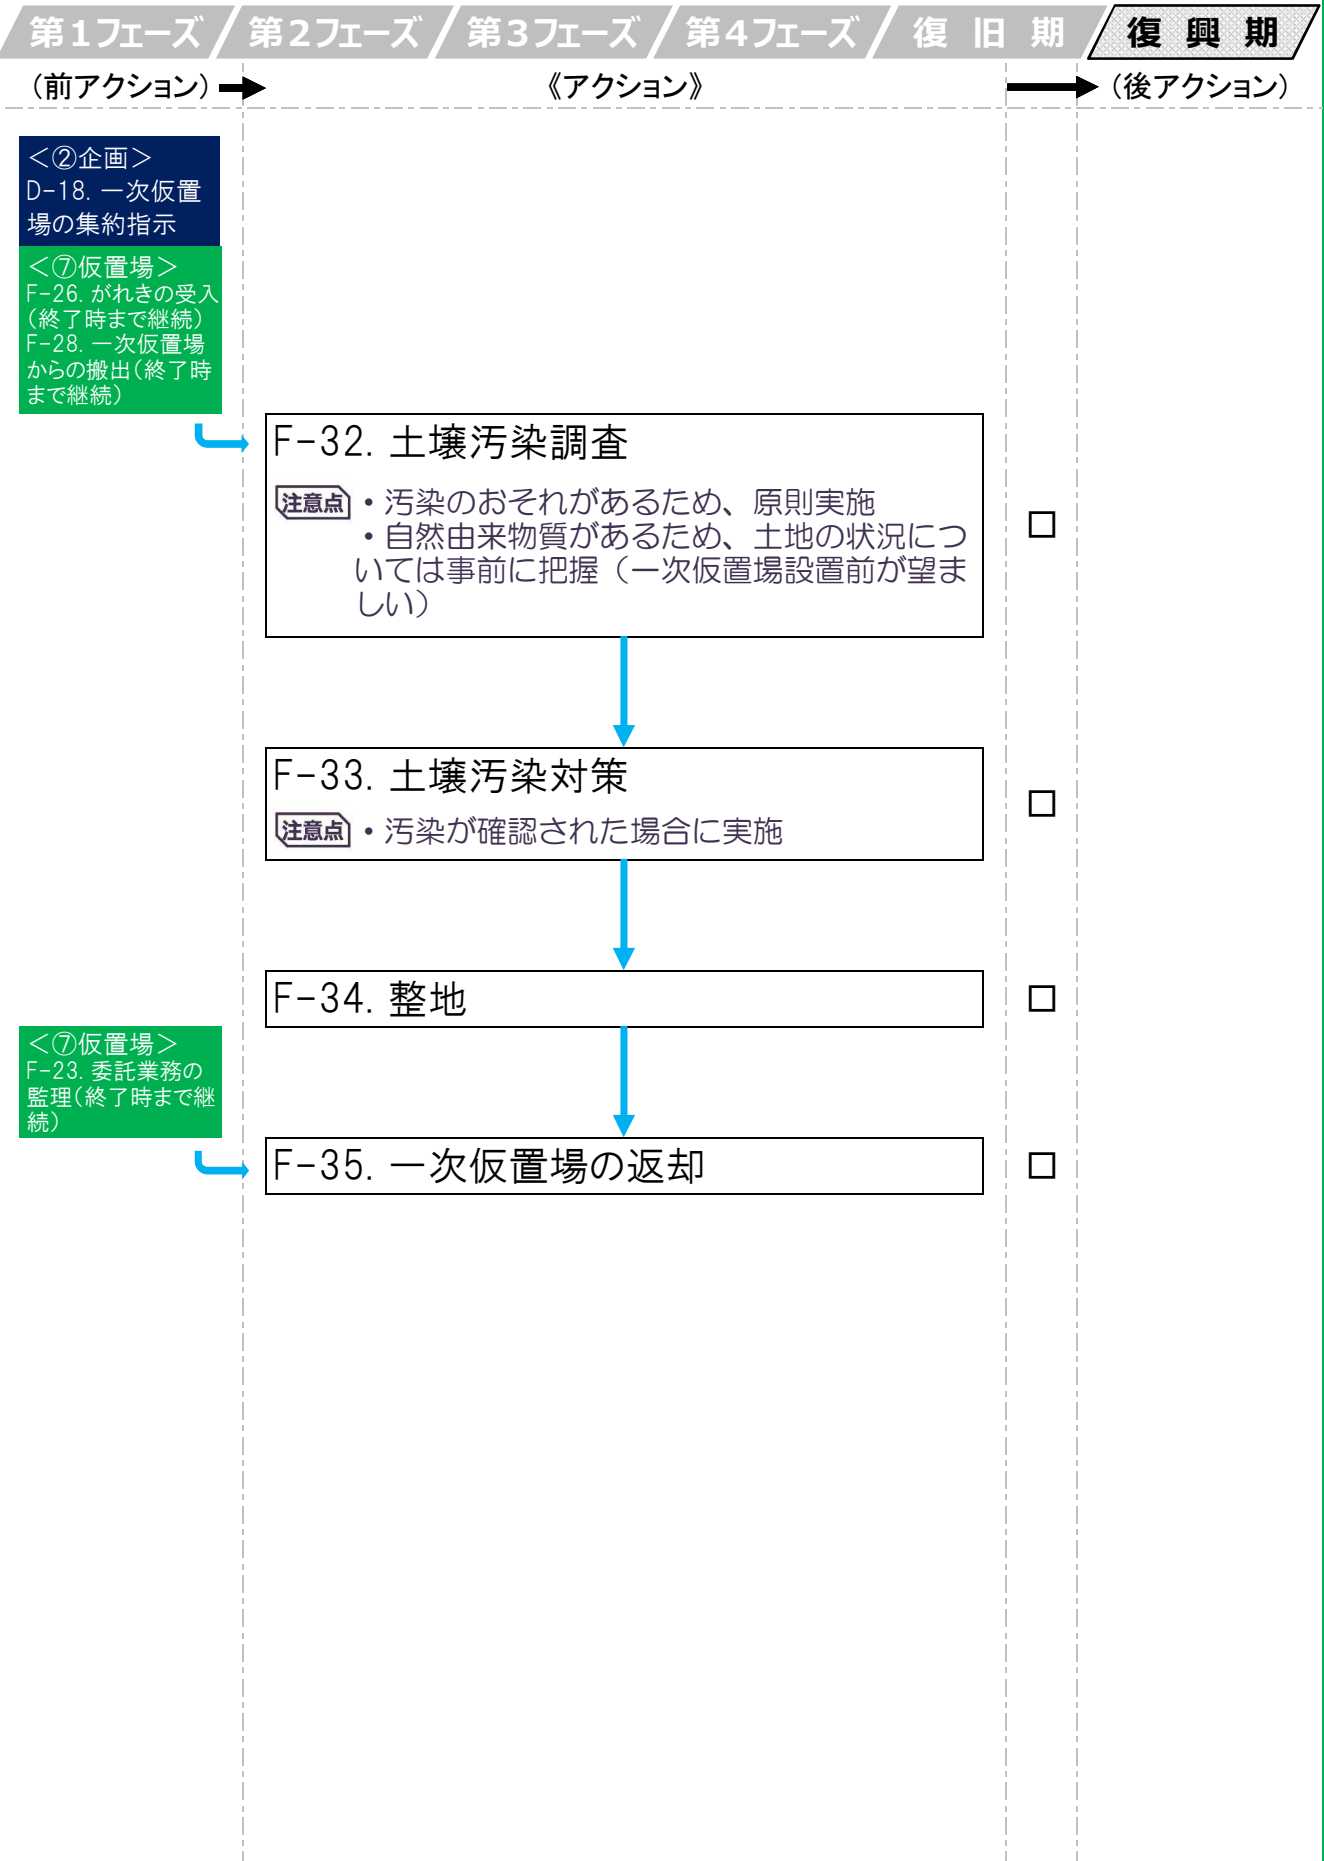 第1フェーズ 第2フェーズ 第3フェーズ 第4フェーズ 復旧期 復興期
(前アクション) 《アクション》 (後アクション)
＜②企画＞
D-18. 一次仮置
場の集約指示
＜⑦仮置場＞
F-26. がれきの受入
(終了時まで継続)
F-28. 一次仮置場
からの搬出(終了時
まで継続)
F-32. 土壌汚染調査
注意点 ・汚染のおそれがあるため、原則実施
・自然由来物質があるため、土地の状況につ
いては事前に把握（一次仮置場設置前が望ま
しい）
□
F-33. 土壌汚染対策
注意点 ・汚染が確認された場合に実施
□
F-34. 整地
□
＜⑦仮置場＞
F-23. 委託業務の
監理(終了時まで継
続)
F-35. 一次仮置場の返却
□